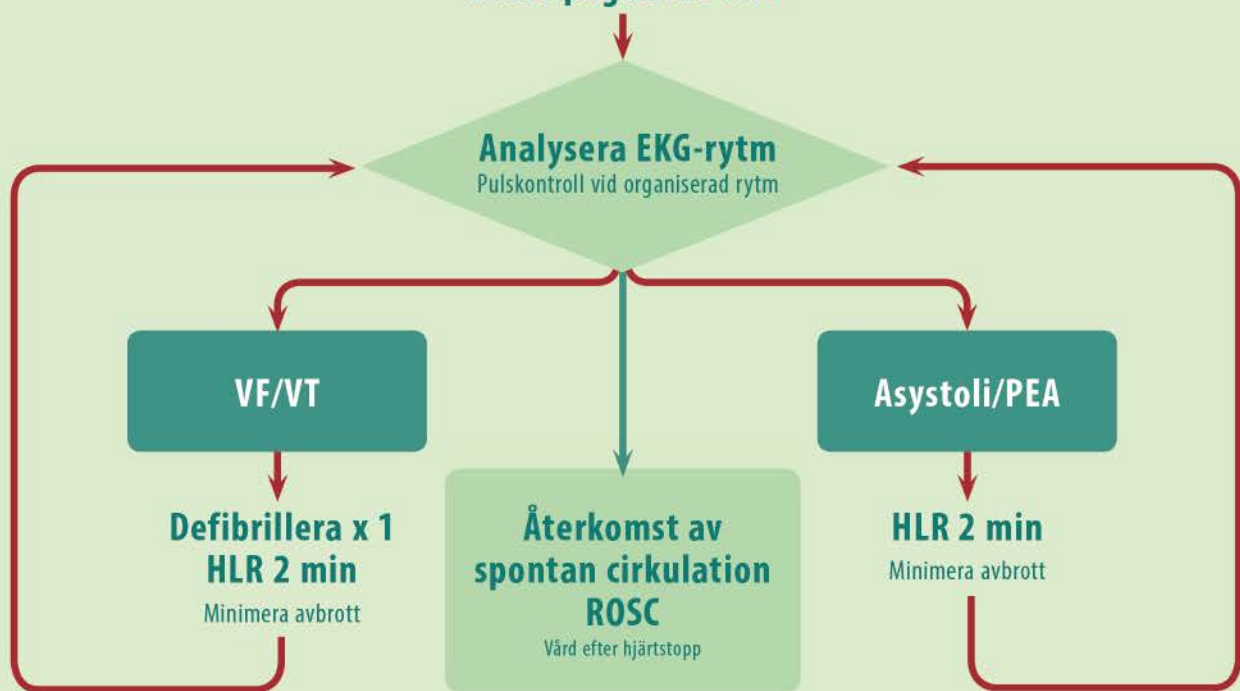 Analysera EKG-rytm
Pulskontroll vid organiserad rytm
VF/VT
Defibrillera x 1
HLR 2 min
Minimera avbrott
Återkomst av
spontan cirkulation
ROSC
Vård efter hjärtstopp
Asystoli/PEA
HLR 2 min
Minimera avbrott